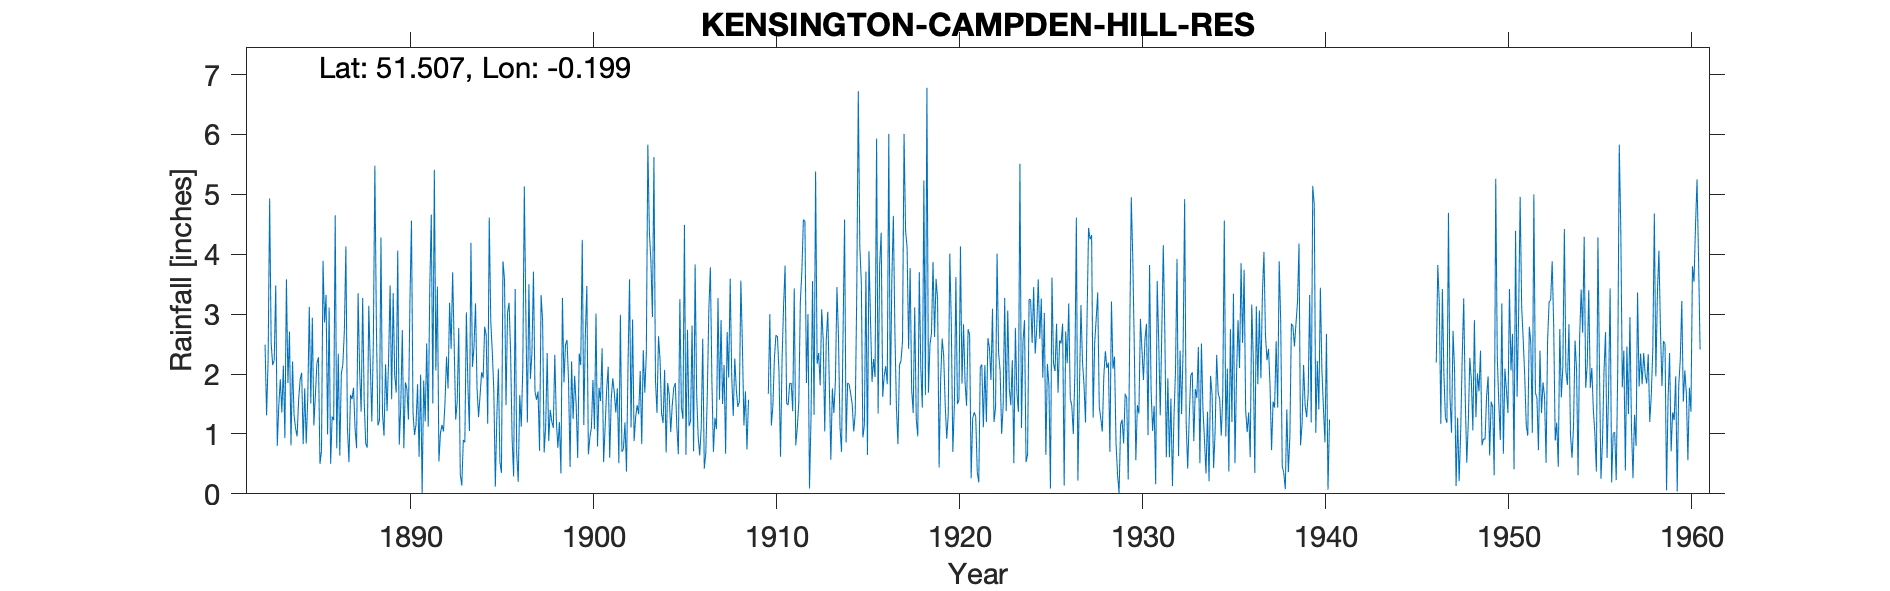 KENSINGTON-CAMPDEN-HILL-RES
Lat: 51.507, Lon: -0.199
7
6
5
4
3
2
1
0
Rainfall [inches]
1890 1900 1910 1920 1930 1940 1950 1960
Year